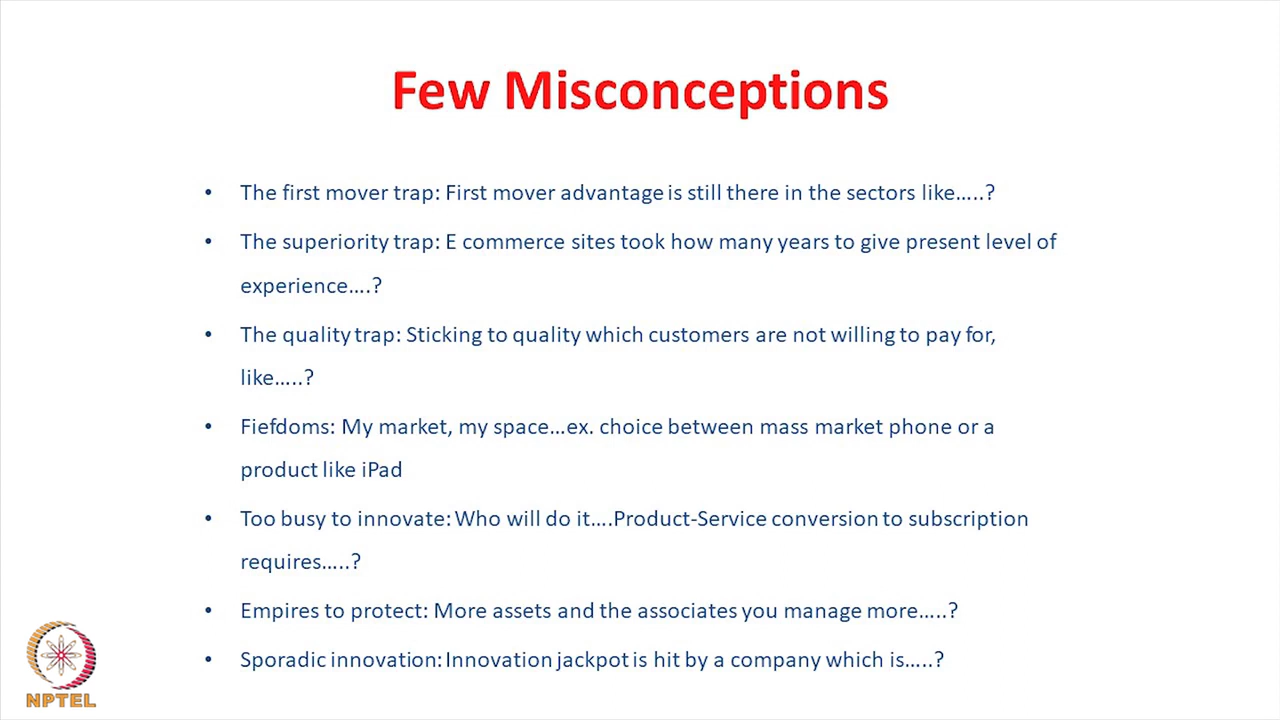 Few Misconceptions
• The first mover trap: First mover advantage is still there in the sectors like…..?
• The superiority trap: E commerce sites took how many years to give present level of
experience….?
• The quality trap: Sticking to quality which customers are not willing to pay for,
like…..?
• Fiefdoms: My market, my space…ex. choice between mass market phone or a
product like iPad
• Too busy to innovate: Who will do it….Product-Service conversion to subscription
requires…..?
• Empires to protect: More assets and the associates you manage more…..?
• Sporadic innovation: Innovation jackpot is hit by a company which is…..?
NPTEL